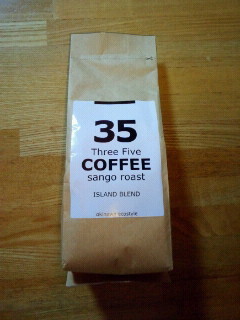 35
Three Five
COFFEE
sango roast
ISLAND BLEND